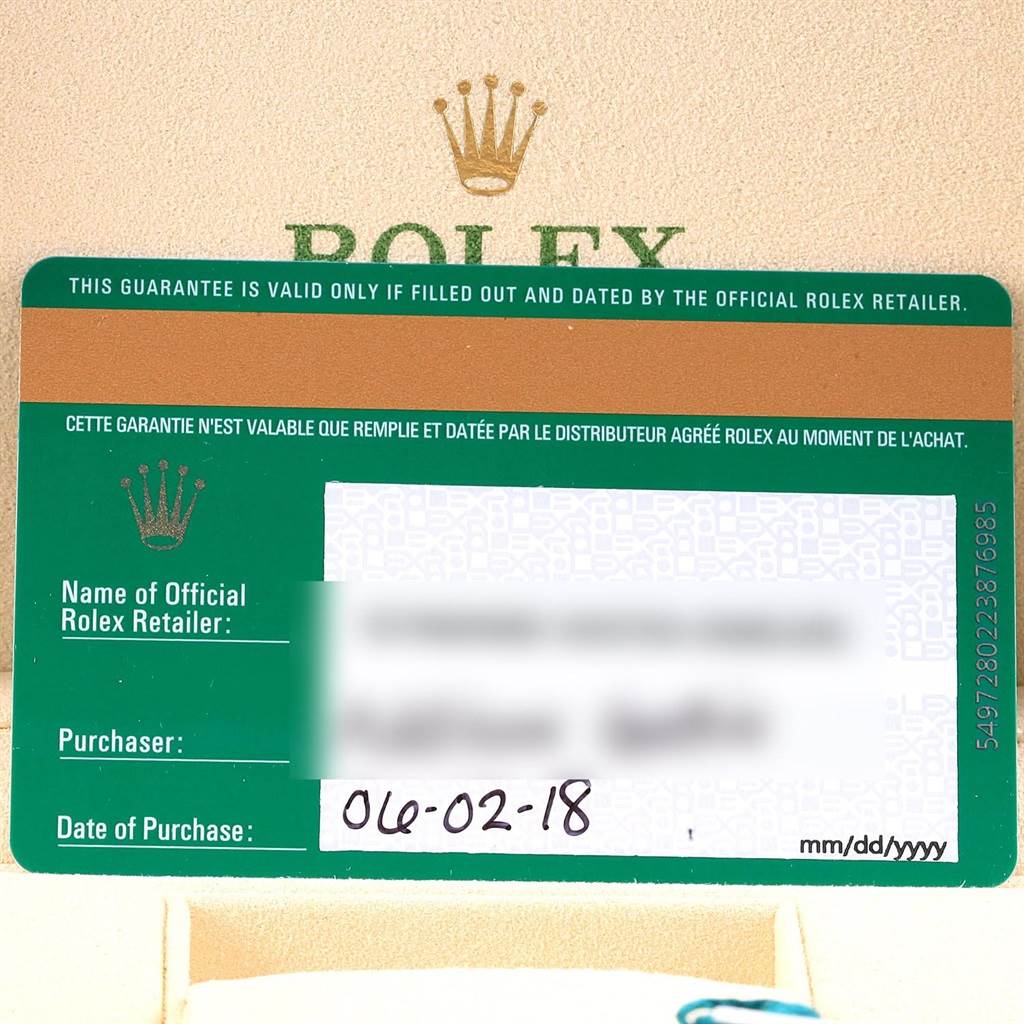 ROLEX
THIS GUARANTEE IS VALID ONLY IF FILLED OUT AND DATED BY THE OFFICIAL ROLEX RETAILER.
CETTE GARANTIE N'EST VALABLE QUE REMPLIE ET DATÉE PAR LE DISTRIBUTEUR AGRÉÉ ROLEX AU MOMENT DE L'ACHAT.
Name of Official
Rolex Retailer:
Purchaser:
Date of Purchase:
06-02-18
mm/dd/yyyy
5497280223876985